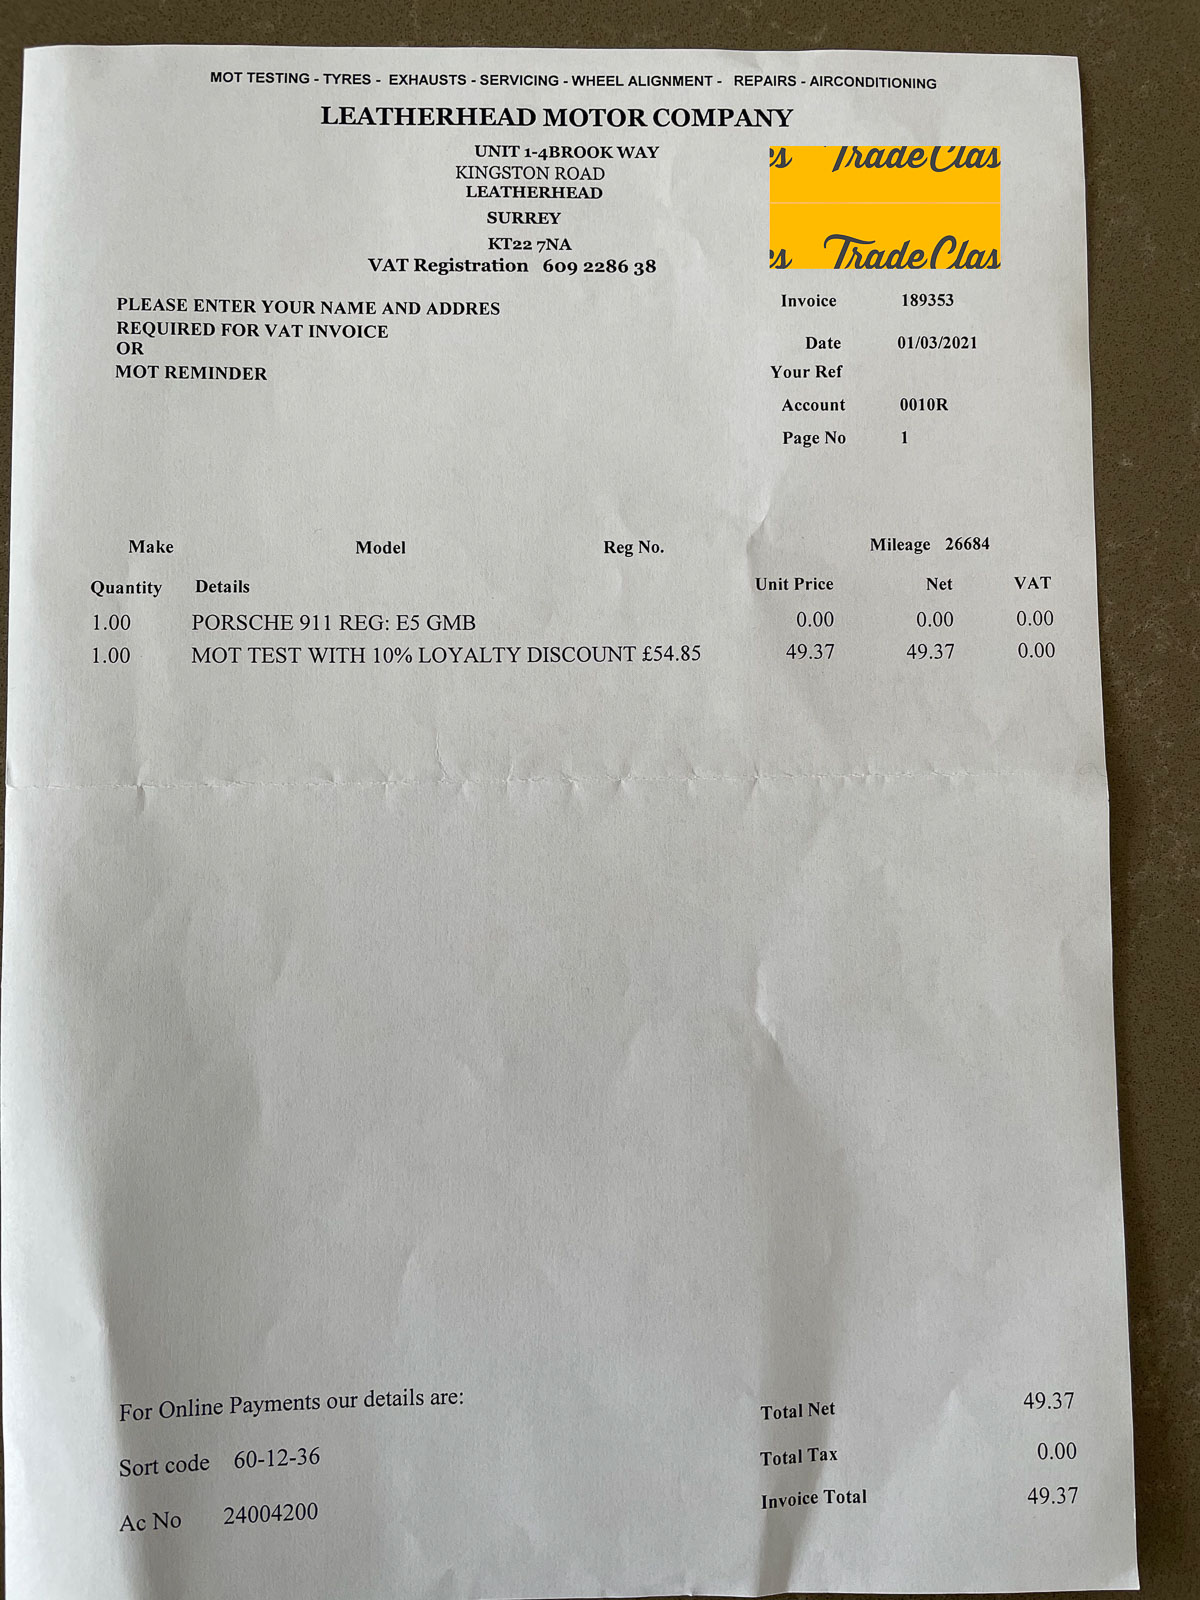 MOT TESTING - TYRES - EXHAUSTS - SERVICING - WHEEL ALIGNMENT - REPAIRS - AIRCONDITIONING
LEATHERHEAD MOTOR COMPANY
UNIT 1-4BROOK WAY
KINGSTON ROAD
LEATHERHEAD
SURREY
KT22 7NA
VAT Registration 609 2286 38
es TradeClas
es TradeClas
PLEASE ENTER YOUR NAME AND ADDRES
REQUIRED FOR VAT INVOICE
OR
MOT REMINDER
Invoice 189353
Date 01/03/2021
Your Ref
Account 0010R
Page No 1
Make Model Reg No. Mileage 26684
Quantity Details Unit Price Net VAT
1.00 PORSCHE 911 REG: E5 GMB 0.00 0.00 0.00
1.00 MOT TEST WITH 10% LOYALTY DISCOUNT £54.85 49.37 49.37 0.00
For Online Payments our details are:
Sort code 60-12-36
Ac No 24004200
Total Net 49.37
Total Tax 0.00
Invoice Total 49.37